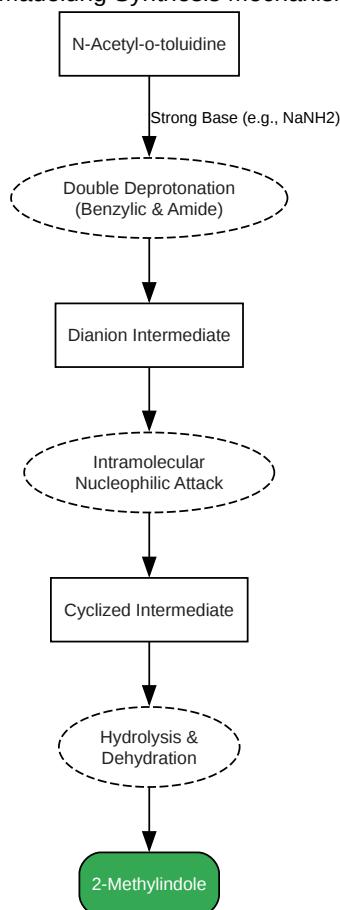 Madelung Synthesis Mechanism
N-Acetyl-o-toluidine
Strong Base (e.g., NaNH2)
Double Deprotonation
(Benzylic & Amide)
Dianion Intermediate
Intramolecular
Nucleophilic Attack
Cyclized Intermediate
Hydrolysis &
Dehydration
2-Methylindole